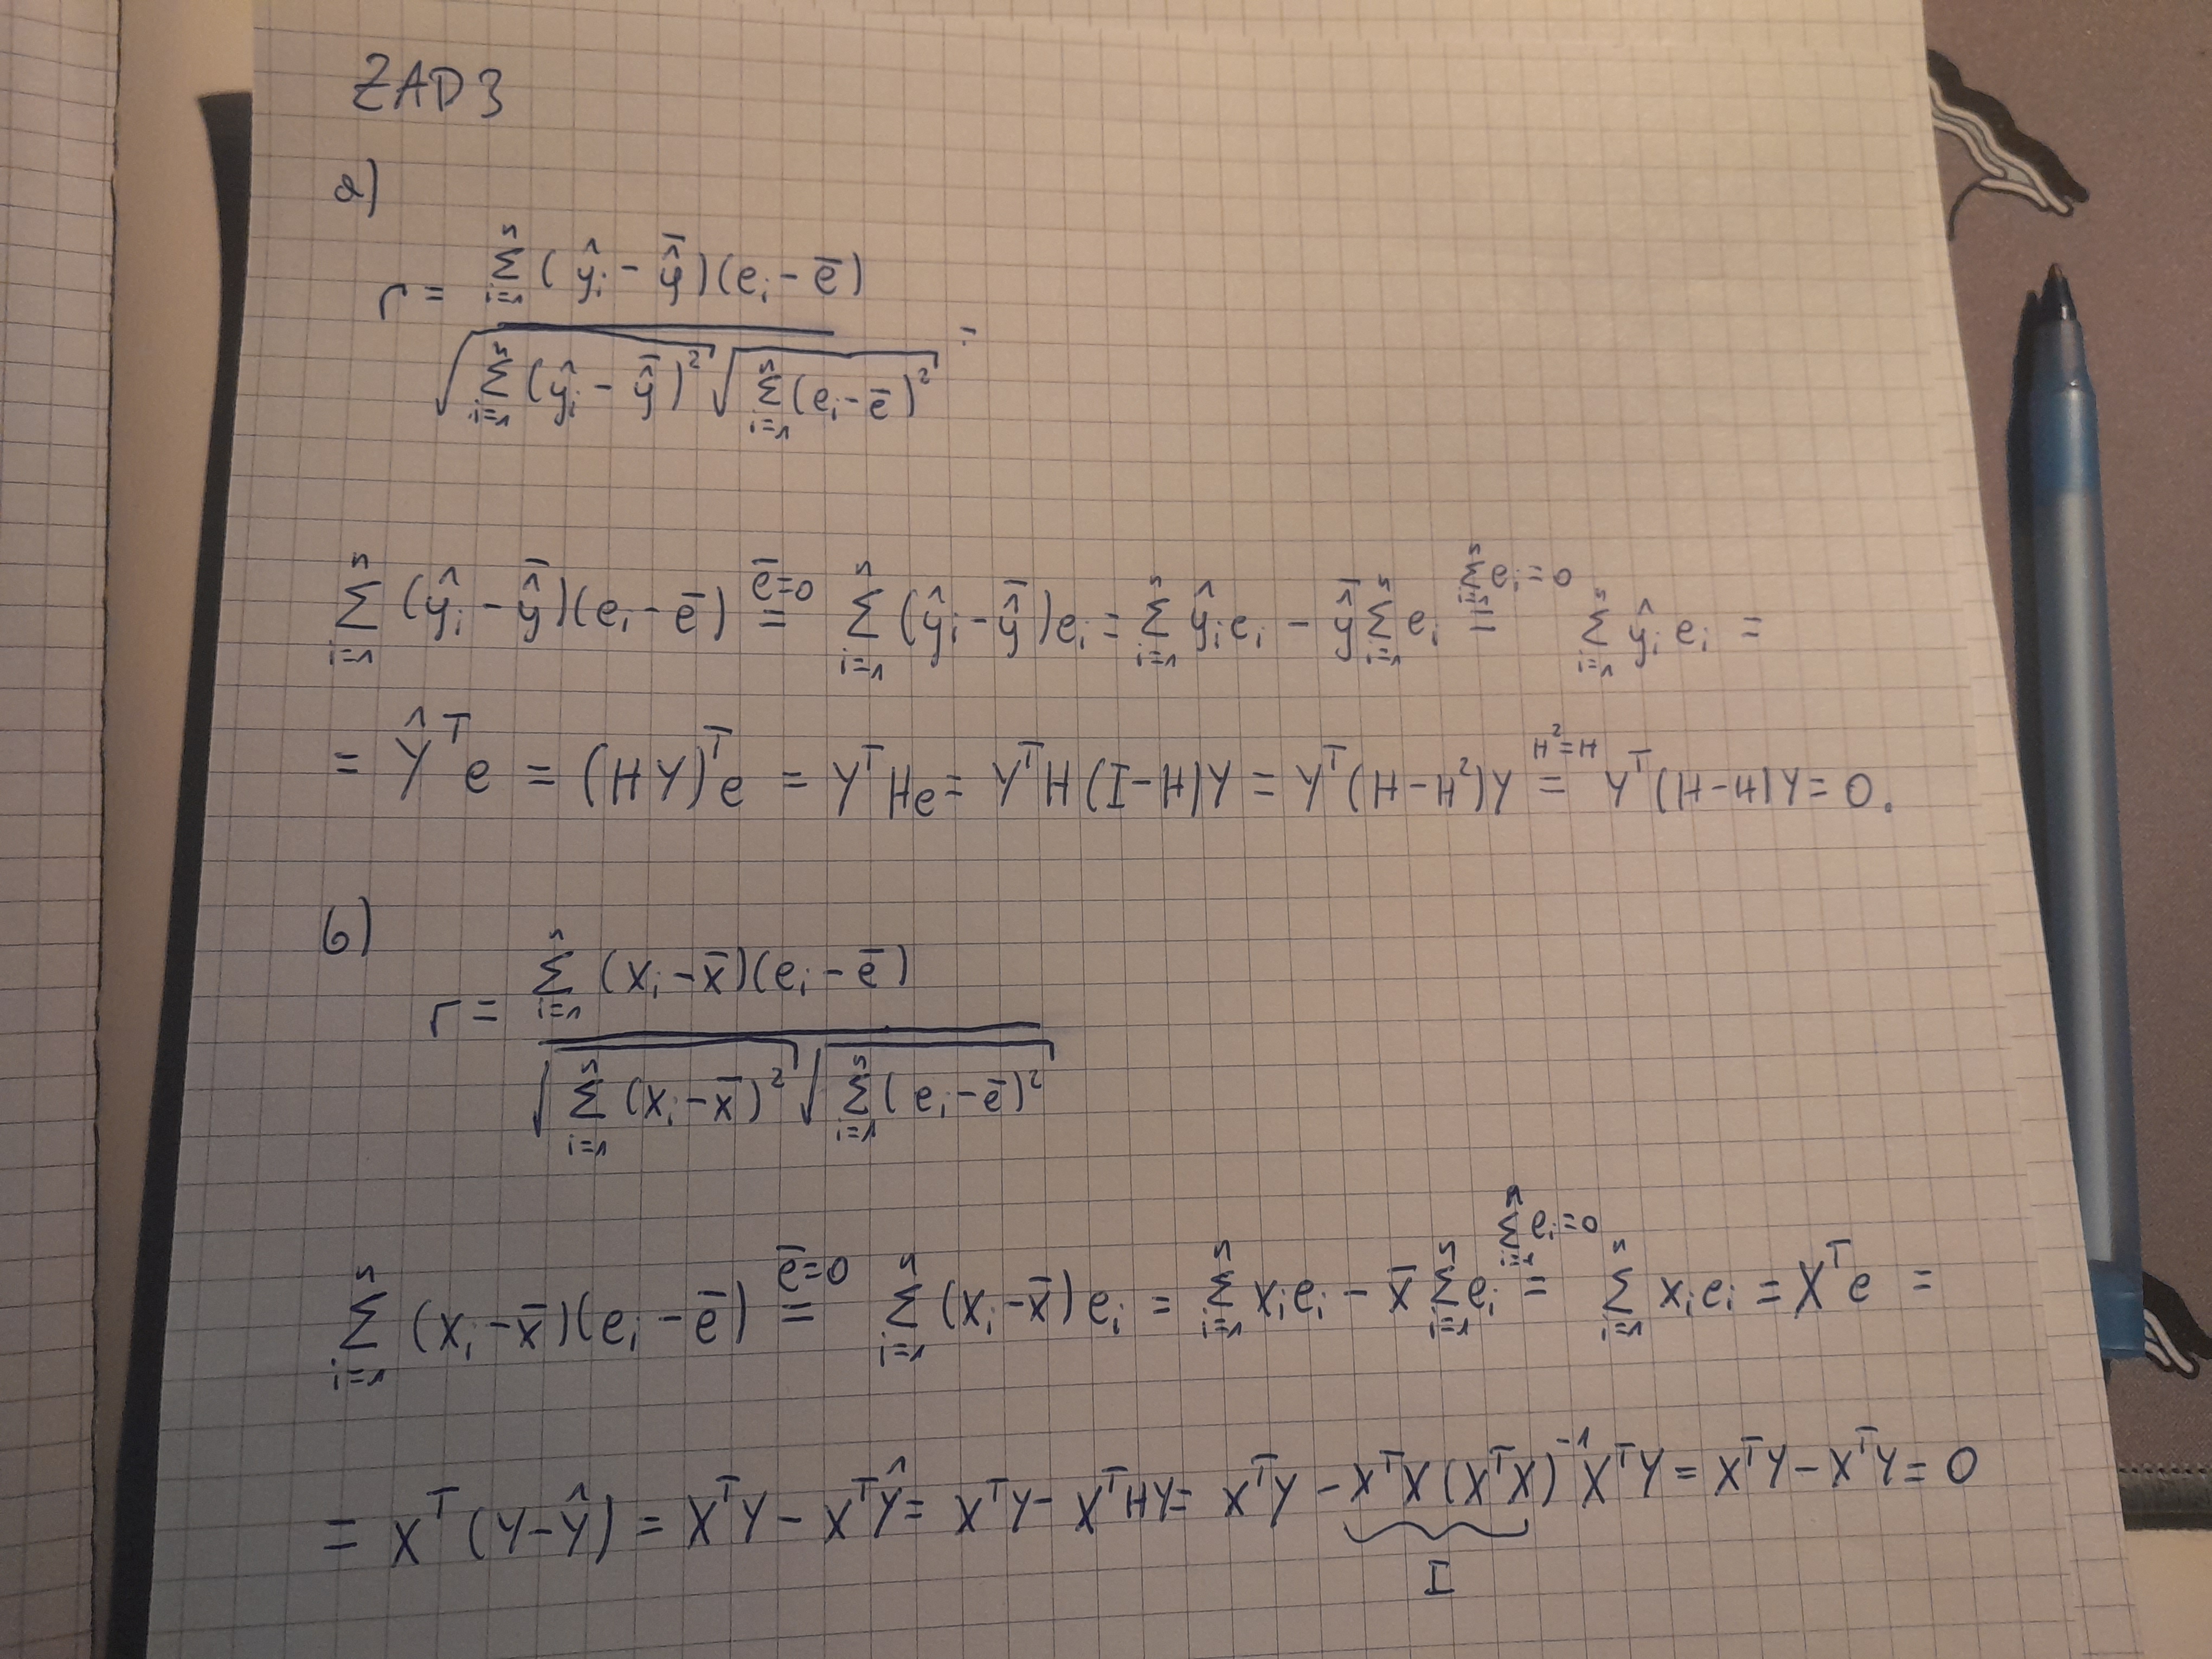 ZAD 3
a)
r = \frac{\sum_{i=1}^{n} (\hat{y}_i - \bar{\hat{y}})(e_i - \bar{e})}{\sqrt{\sum_{i=1}^{n} (\hat{y}_i - \bar{\hat{y}})^2} \sqrt{\sum_{i=1}^{n} (e_i - \bar{e})^2}} =
\sum_{i=1}^{n} (\hat{y}_i - \bar{\hat{y}})(e_i - \bar{e}) \overset{\bar{e}=0}{=} \sum_{i=1}^{n} (\hat{y}_i - \bar{\hat{y}}) e_i = \sum_{i=1}^{n} \hat{y}_i e_i - \bar{\hat{y}} \sum_{i=1}^{n} e_i \overset{\sum_{i=1}^{n} e_i = 0}{=} \sum_{i=1}^{n} \hat{y}_i e_i =
= \hat{Y}^T e = (HY)^T e = Y^T H e = Y^T H (I-H) Y = Y^T (H-H^2) Y \overset{H^2=H}{=} Y^T (H-H) Y = 0.
b)
r = \frac{\sum_{i=1}^{n} (x_i - \bar{x})(e_i - \bar{e})}{\sqrt{\sum_{i=1}^{n} (x_i - \bar{x})^2} \sqrt{\sum_{i=1}^{n} (e_i - \bar{e})^2}}
\sum_{i=1}^{n} (x_i - \bar{x})(e_i - \bar{e}) \overset{\bar{e}=0}{=} \sum_{i=1}^{n} (x_i - \bar{x}) e_i = \sum_{i=1}^{n} x_i e_i - \bar{x} \sum_{i=1}^{n} e_i \overset{\sum_{i=1}^{n} e_i = 0}{=} \sum_{i=1}^{n} x_i e_i = X^T e =
= X^T (Y - \hat{Y}) = X^T Y - X^T \hat{Y} = X^T Y - X^T H Y = X^T Y - \underbrace{X^T X (X^T X)^{-1}}_{I} X^T Y = X^T Y - X^T Y = 0